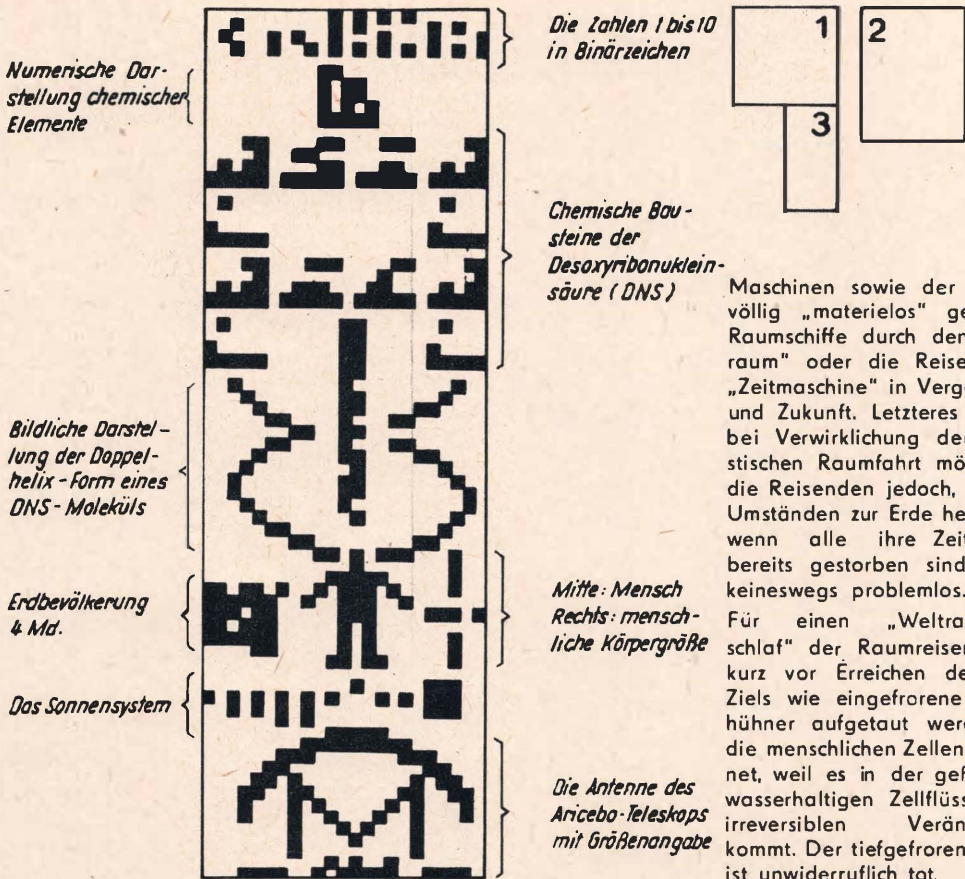 Numerische Dar-
stellung chemischer
Elemente
Bildliche Darstel-
lung der Doppel-
helix-Form eines
DNS-Moleküls
Erdbevölkerung
4 Md.
Das Sonnensystem
Die Zahlen 1 bis 10
in Binärzeichen
Chemische Bau-
steine der
Desoxyribonuklein-
säure (DNS)
Mitte: Mensch
Rechts: mensch-
liche Körpergröße
Die Antenne des
Aricebo-Teleskops
mit Größenangabe
1
2
3
Maschinen sowie der
völlig „materielos" ge
Raumschiffe durch den
raum" oder die Reise
„Zeitmaschine" in Verg
und Zukunft. Letzteres
bei Verwirklichung de
stischen Raumfahrt mö
die Reisenden jedoch,
Umständen zur Erde he
wenn alle ihre Zeit
bereits gestorben sind
keineswegs problemlos.
Für einen „Weltra
schlaf" der Raumreiser
kurz vor Erreichen de
Ziels wie eingefrorene
hühner aufgetaut werd
die menschlichen Zellen
net, weil es in der gef
wasserhaltigen Zellflüss
irreversiblen Verän
kommt. Der tiefgefroren
ist unwiderruflich tot.